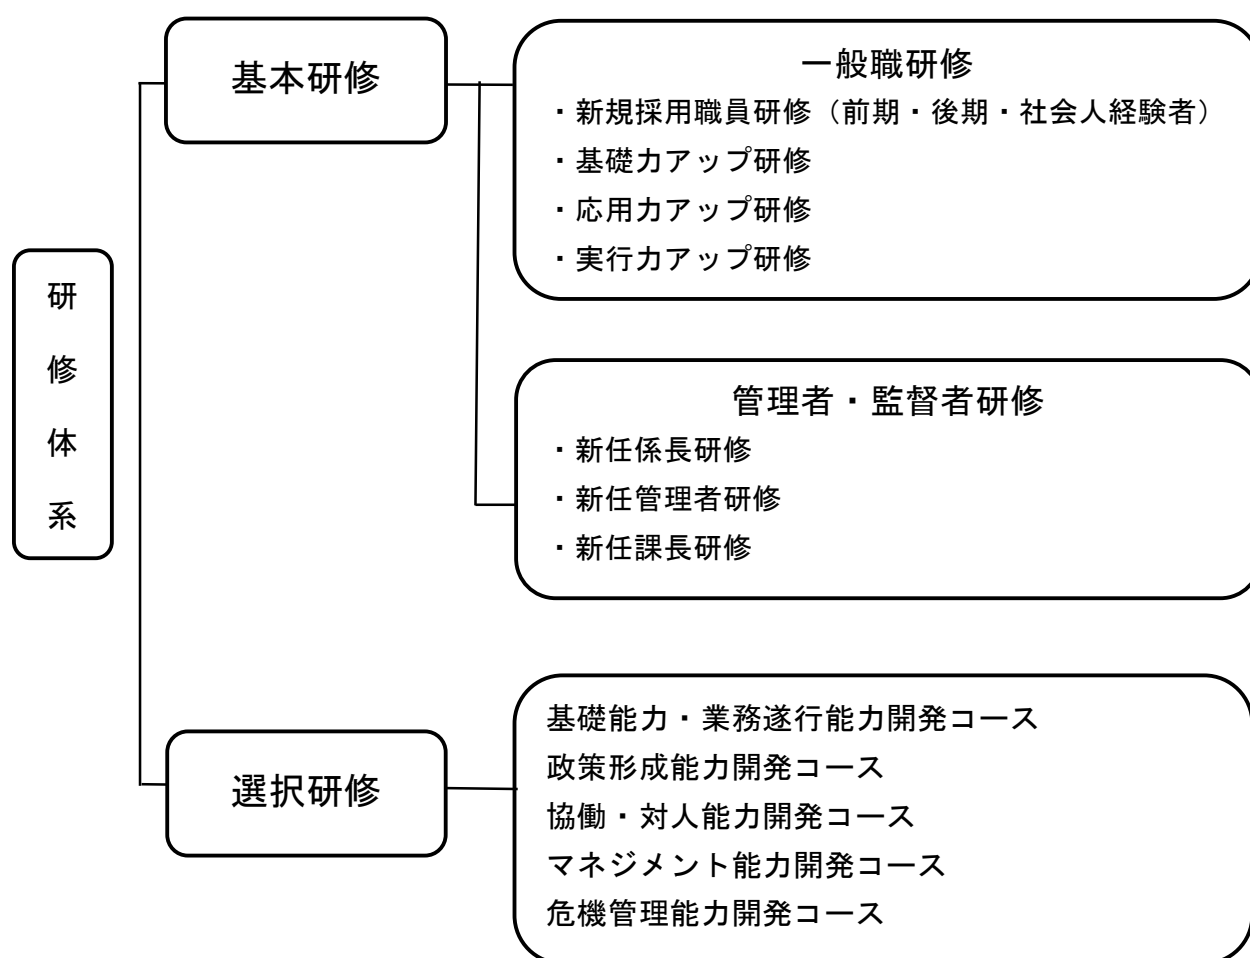 研修体系
基本研修
一般職研修
・新規採用職員研修（前期・後期・社会人経験者）
・基礎力アップ研修
・応用力アップ研修
・実行力アップ研修
管理者・監督者研修
・新任係長研修
・新任管理者研修
・新任課長研修
選択研修
基礎能力・業務遂行能力開発コース
政策形成能力開発コース
協働・対人能力開発コース
マネジメント能力開発コース
危機管理能力開発コース